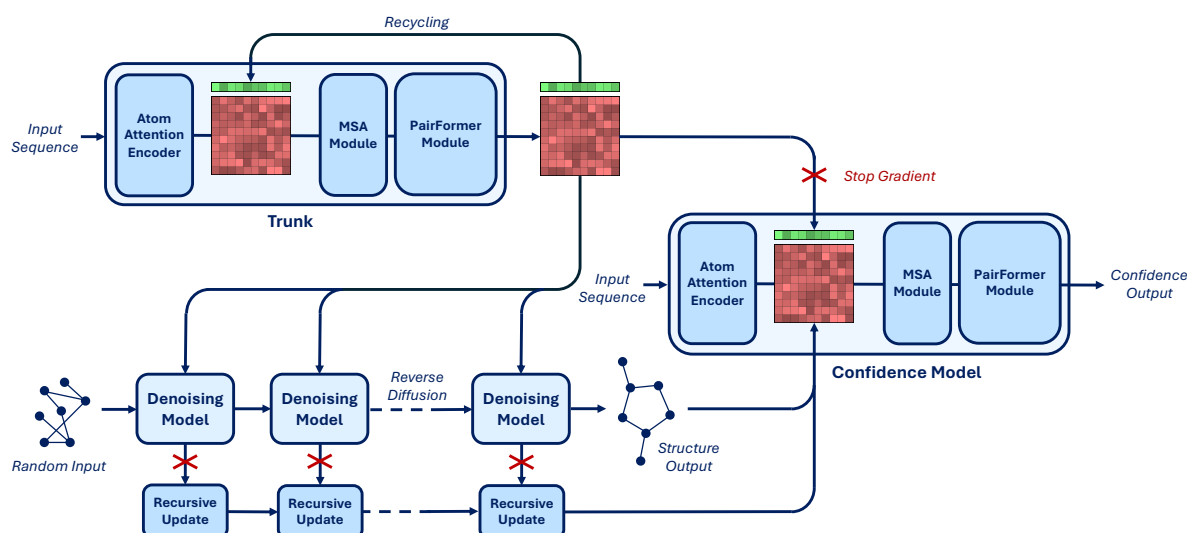 Recycling
Input
Sequence
Atom
Attention
Encoder
MSA
Module
PairFormer
Module
Trunk
Stop Gradient
Input
Sequence
Atom
Attention
Encoder
MSA
Module
PairFormer
Module
Confidence
Output
Confidence Model
Random Input
Denoising
Model
Denoising
Model
Reverse
Diffusion
Denoising
Model
Structure
Output
Recursive
Update
Recursive
Update
Recursive
Update